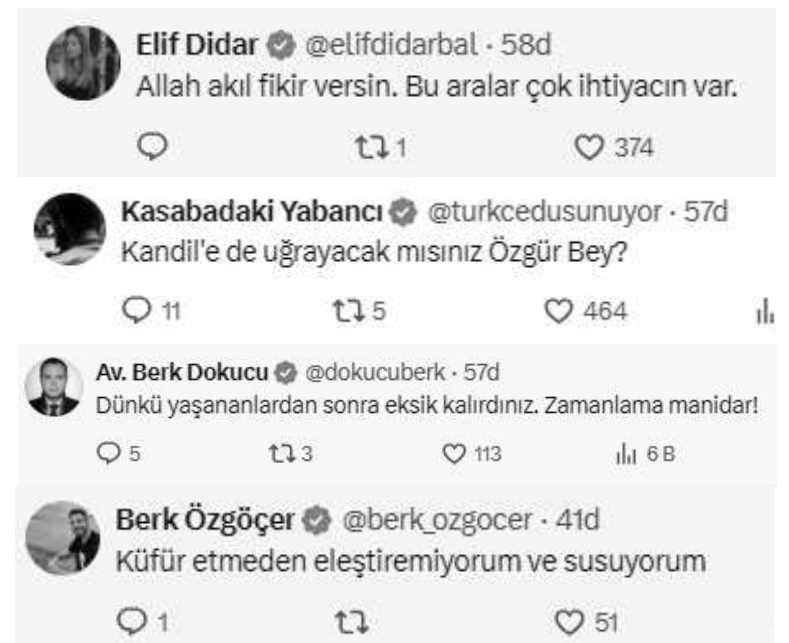 Elif Didar @elifdidarbal · 58d
Allah akıl fikir versin. Bu aralar çok ihtiyacın var.
1 374
Kasabadaki Yabancı @turkcedusunuyor · 57d
Kandil'e de uğrayacak mısınız Özgür Bey?
11 5 464
Av. Berk Dokucu @dokucuberk · 57d
Dünkü yaşananlardan sonra eksik kalırdınız. Zamanlama manidar!
5 3 113 6 B
Berk Özgöçer @berk_ozgocer · 41d
Küfür etmeden eleştiremiyorum ve susuyorum
1 51